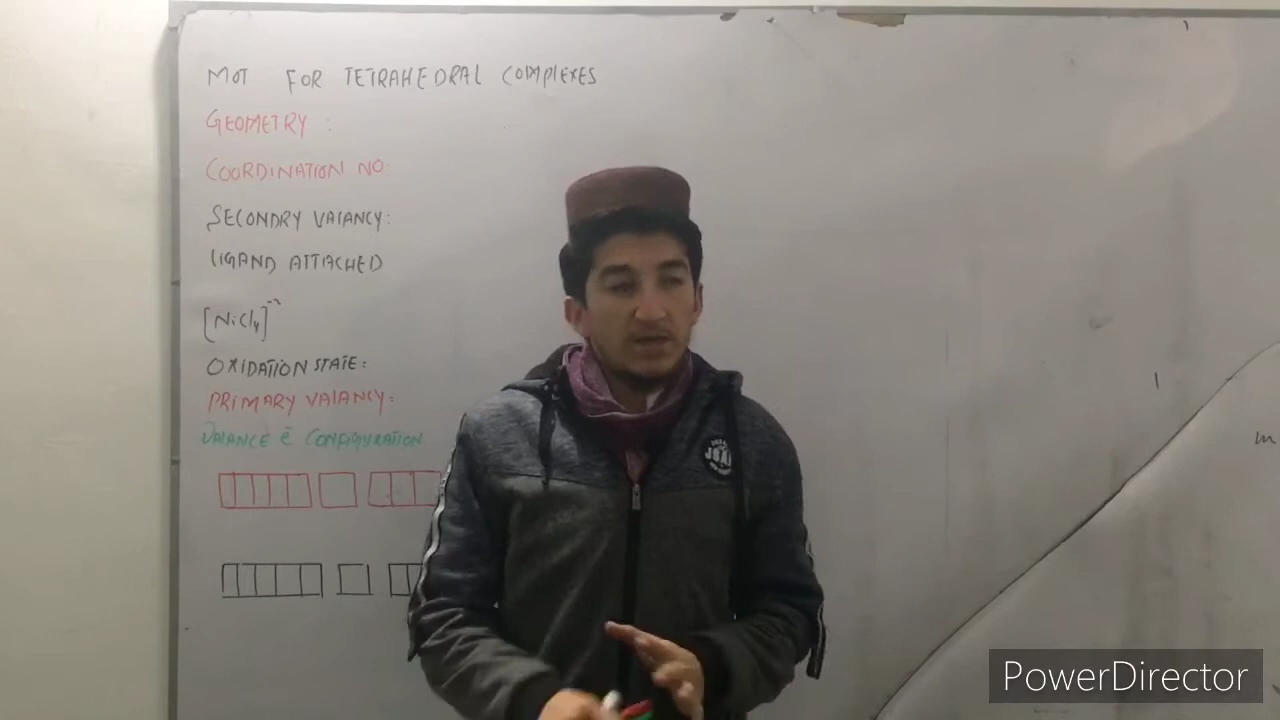 MOT FOR TETRAHEDRAL COMPLEXES
GEOMETRY :
COORDINATION NO.
SECONDRY VALANCY:
LIGAND ATTACHED
[NiCl4]-2
OXIDATION STATE:
PRIMARY VALANCY:
VALANCE ē CONFIGURATION
m
PowerDirector